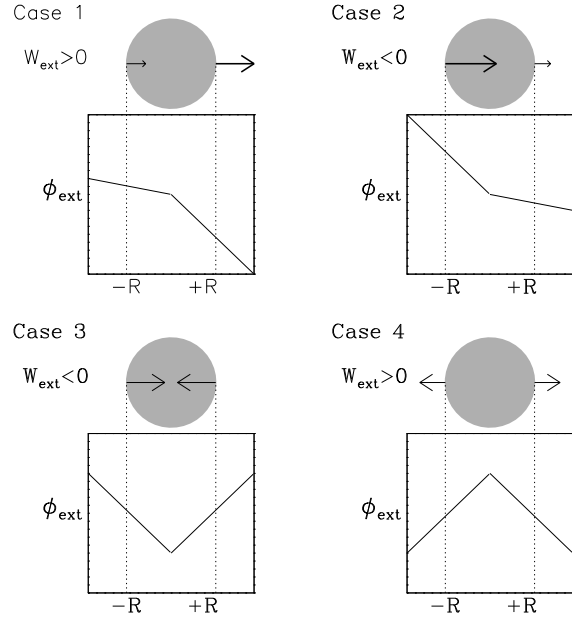 Case 1
W_ext>0
ϕ_ext
−R +R
Case 2
W_ext<0
ϕ_ext
−R +R
Case 3
W_ext<0
ϕ_ext
−R +R
Case 4
W_ext>0
ϕ_ext
−R +R